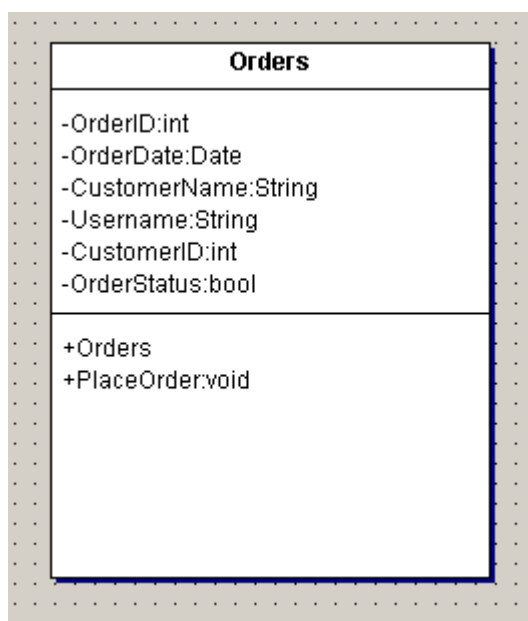 Orders
-OrderID:int
-OrderDate:Date
-CustomerName:String
-Username:String
-CustomerID:int
-OrderStatus:bool
+Orders
+PlaceOrder:void